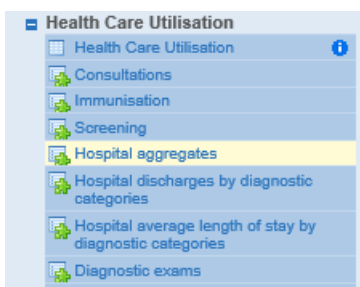 Health Care Utilisation
Health Care Utilisation
Consultations
Immunisation
Screening
Hospital aggregates
Hospital discharges by diagnostic
categories
Hospital average length of stay by
diagnostic categories
Diagnostic exams